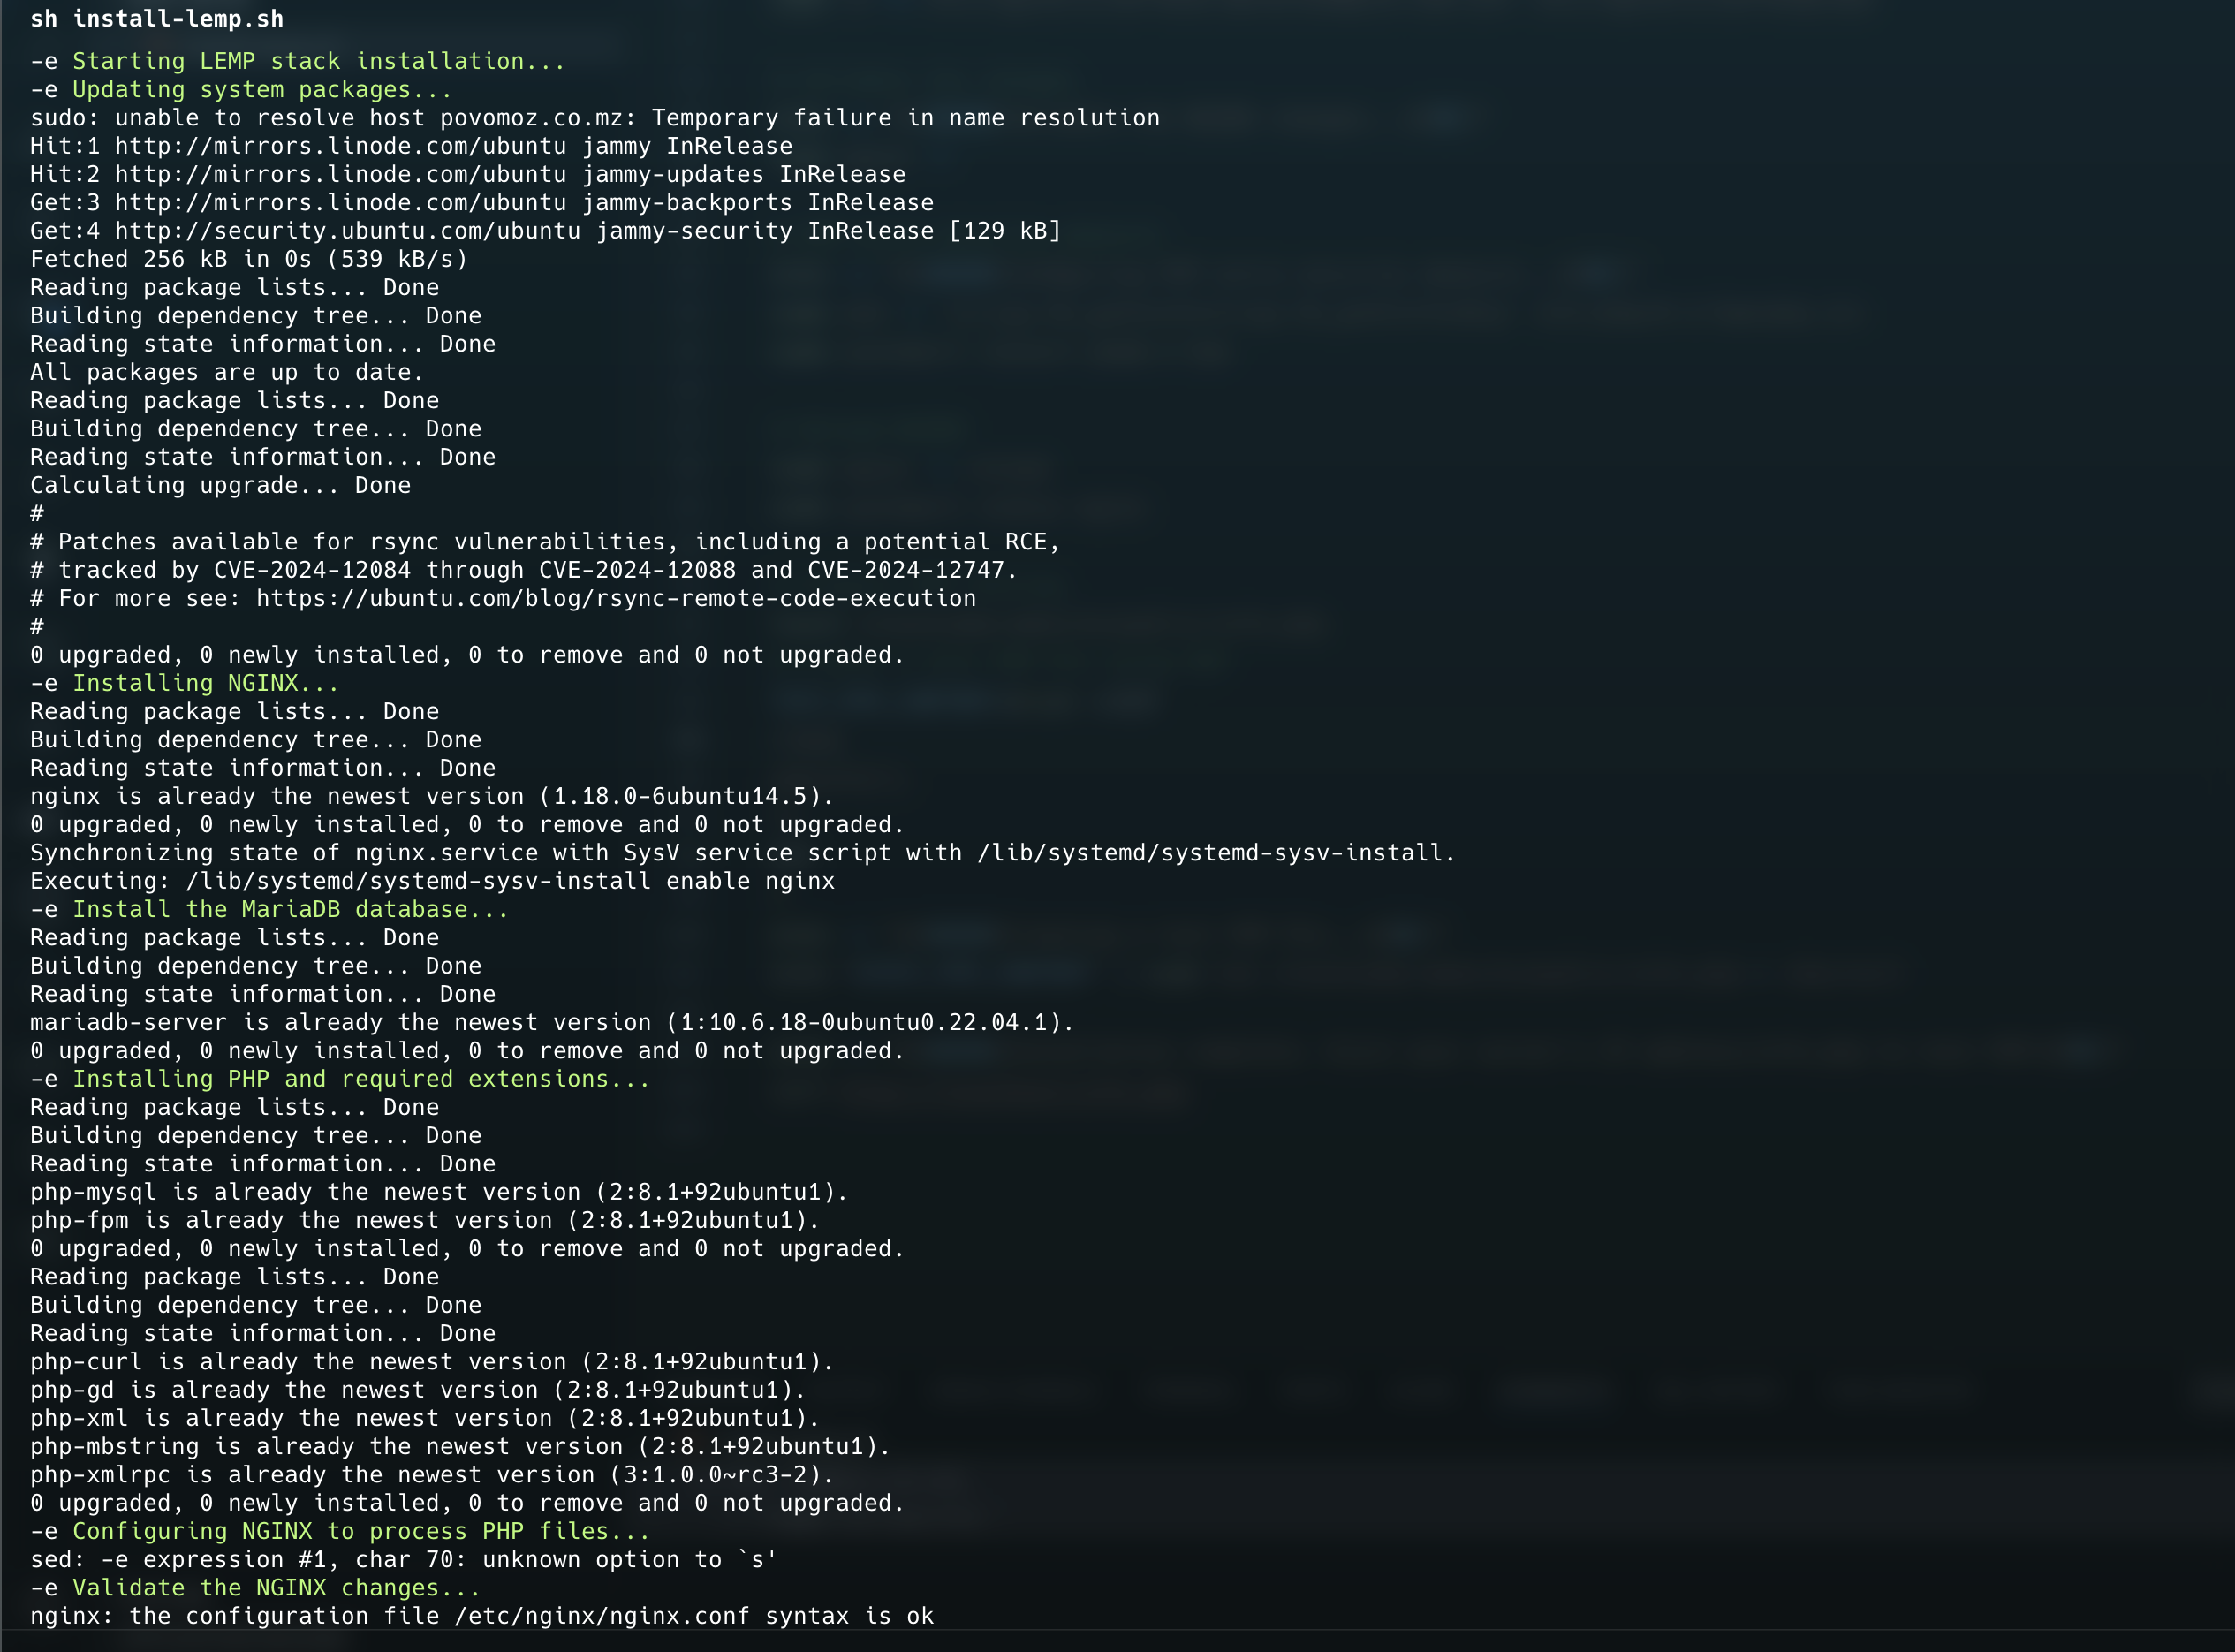 sh install-lemp.sh
-e Starting LEMP stack installation...
-e Updating system packages...
sudo: unable to resolve host povomoz.co.mz: Temporary failure in name resolution
Hit:1 http://mirrors.linode.com/ubuntu jammy InRelease
Hit:2 http://mirrors.linode.com/ubuntu jammy-updates InRelease
Get:3 http://mirrors.linode.com/ubuntu jammy-backports InRelease
Get:4 http://security.ubuntu.com/ubuntu jammy-security InRelease [129 kB]
Fetched 256 kB in 0s (539 kB/s)
Reading package lists... Done
Building dependency tree... Done
Reading state information... Done
All packages are up to date.
Reading package lists... Done
Building dependency tree... Done
Reading state information... Done
Calculating upgrade... Done
#
# Patches available for rsync vulnerabilities, including a potential RCE,
# tracked by CVE-2024-12084 through CVE-2024-12088 and CVE-2024-12747.
# For more see: https://ubuntu.com/blog/rsync-remote-code-execution
#
0 upgraded, 0 newly installed, 0 to remove and 0 not upgraded.
-e Installing NGINX...
Reading package lists... Done
Building dependency tree... Done
Reading state information... Done
nginx is already the newest version (1.18.0-6ubuntu14.5).
0 upgraded, 0 newly installed, 0 to remove and 0 not upgraded.
Synchronizing state of nginx.service with SysV service script with /lib/systemd/systemd-sysv-install.
Executing: /lib/systemd/systemd-sysv-install enable nginx
-e Install the MariaDB database...
Reading package lists... Done
Building dependency tree... Done
Reading state information... Done
mariadb-server is already the newest version (1:10.6.18-0ubuntu0.22.04.1).
0 upgraded, 0 newly installed, 0 to remove and 0 not upgraded.
-e Installing PHP and required extensions...
Reading package lists... Done
Building dependency tree... Done
Reading state information... Done
php-mysql is already the newest version (2:8.1+92ubuntu1).
php-fpm is already the newest version (2:8.1+92ubuntu1).
0 upgraded, 0 newly installed, 0 to remove and 0 not upgraded.
Reading package lists... Done
Building dependency tree... Done
Reading state information... Done
php-curl is already the newest version (2:8.1+92ubuntu1).
php-gd is already the newest version (2:8.1+92ubuntu1).
php-xml is already the newest version (2:8.1+92ubuntu1).
php-mbstring is already the newest version (2:8.1+92ubuntu1).
php-xmlrpc is already the newest version (3:1.0.0~rc3-2).
0 upgraded, 0 newly installed, 0 to remove and 0 not upgraded.
-e Configuring NGINX to process PHP files...
sed: -e expression #1, char 70: unknown option to `s'
-e Validate the NGINX changes...
nginx: the configuration file /etc/nginx/nginx.conf syntax is ok